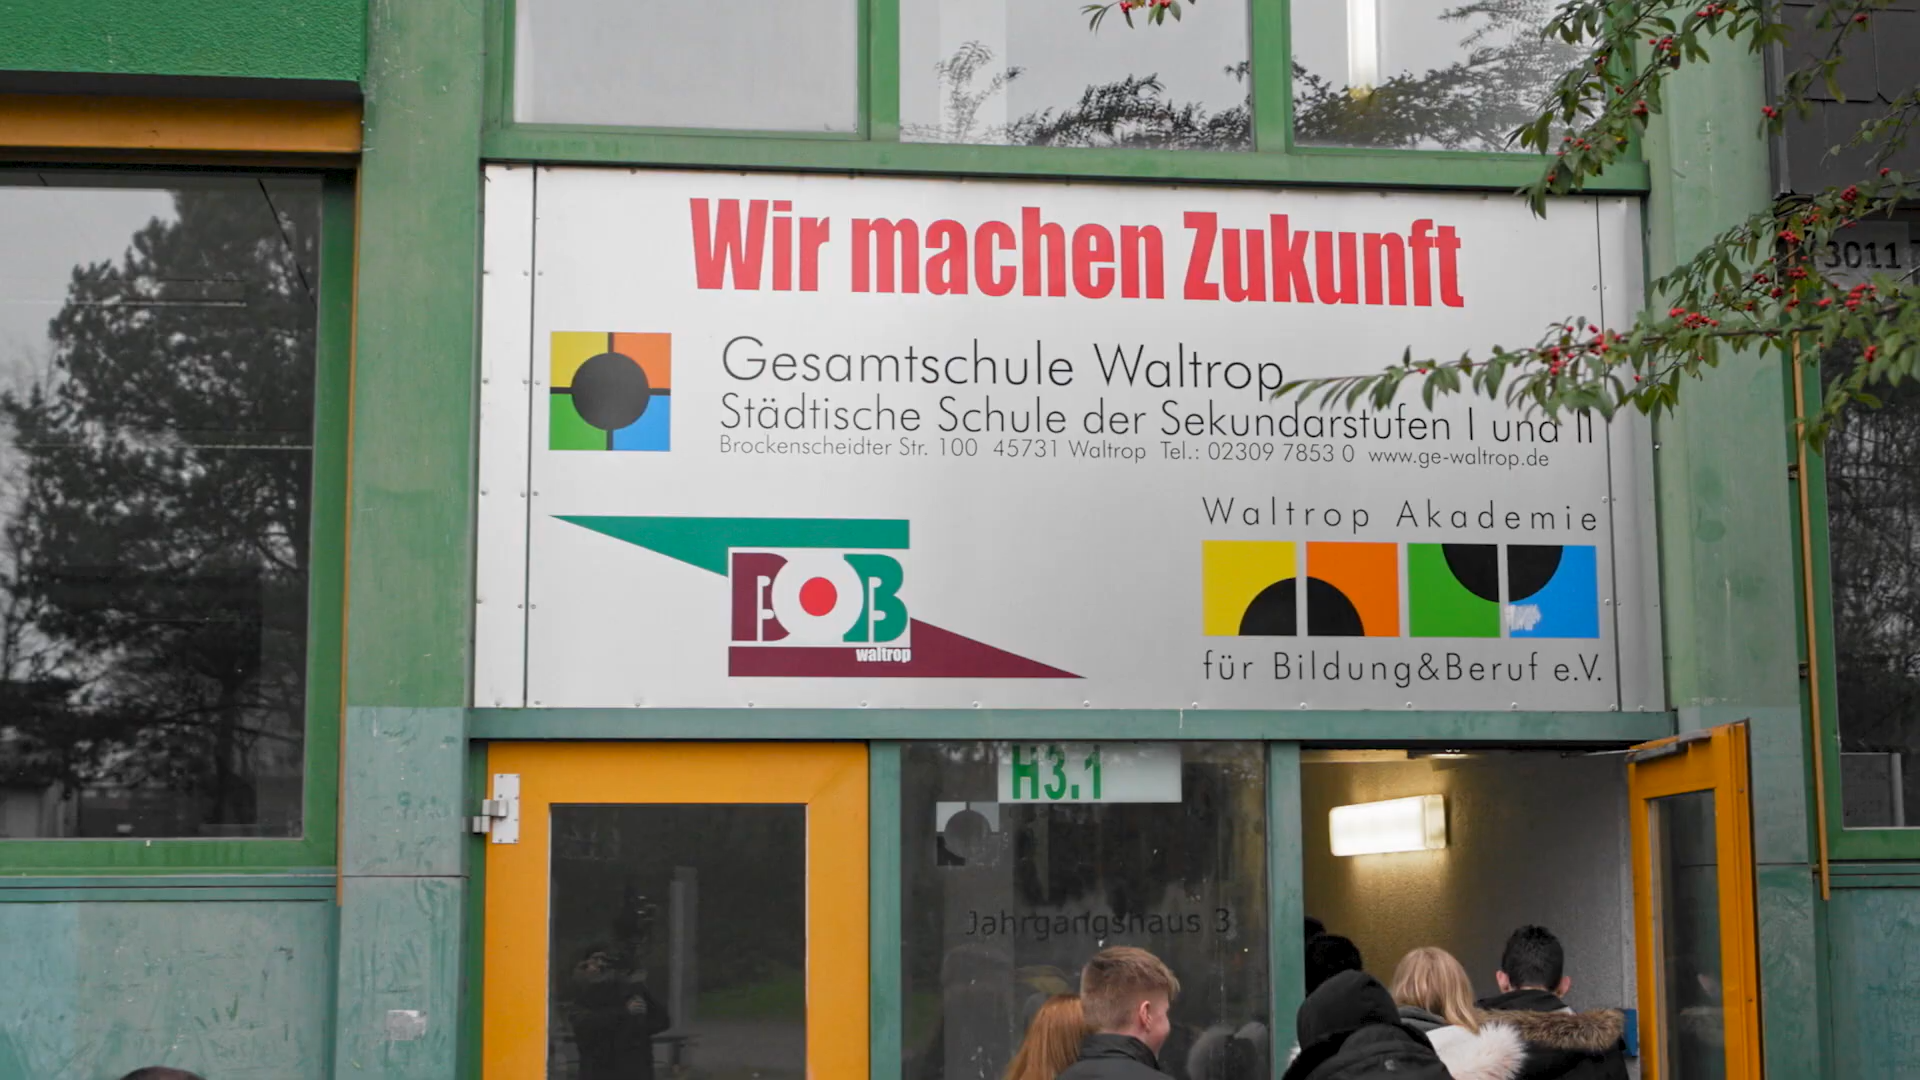 Wir machen Zukunft
Gesamtschule Waltrop
Städtische Schule der Sekundarstufen I und II
Brockenscheidter Str. 100 45731 Waltrop Tel.: 02309 7853 0 www.ge-waltrop.de
BOB
waltrop
Waltrop Akademie
für Bildung&Beruf e.V.
H3.1
Jahrgangshaus 3
3011